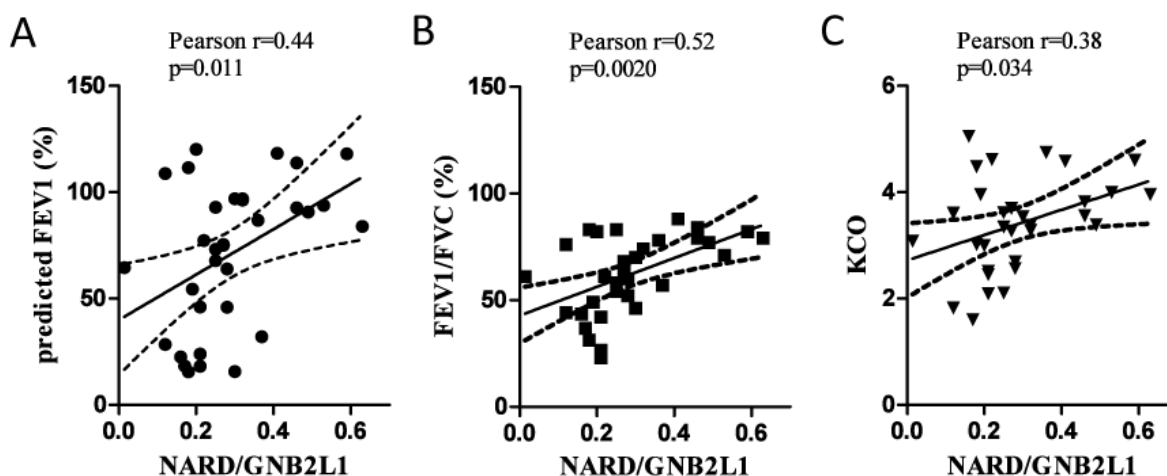 A
Pearson r=0.44
p=0.011
predicted FEV1 (%)
150
100
50
0
0.0 0.2 0.4 0.6
NARD/GNB2L1
B
Pearson r=0.52
p=0.0020
FEV1/FVC (%)
150
100
50
0
0.0 0.2 0.4 0.6
NARD/GNB2L1
C
Pearson r=0.38
p=0.034
KCO
6
4
2
0
0.0 0.2 0.4 0.6
NARD/GNB2L1